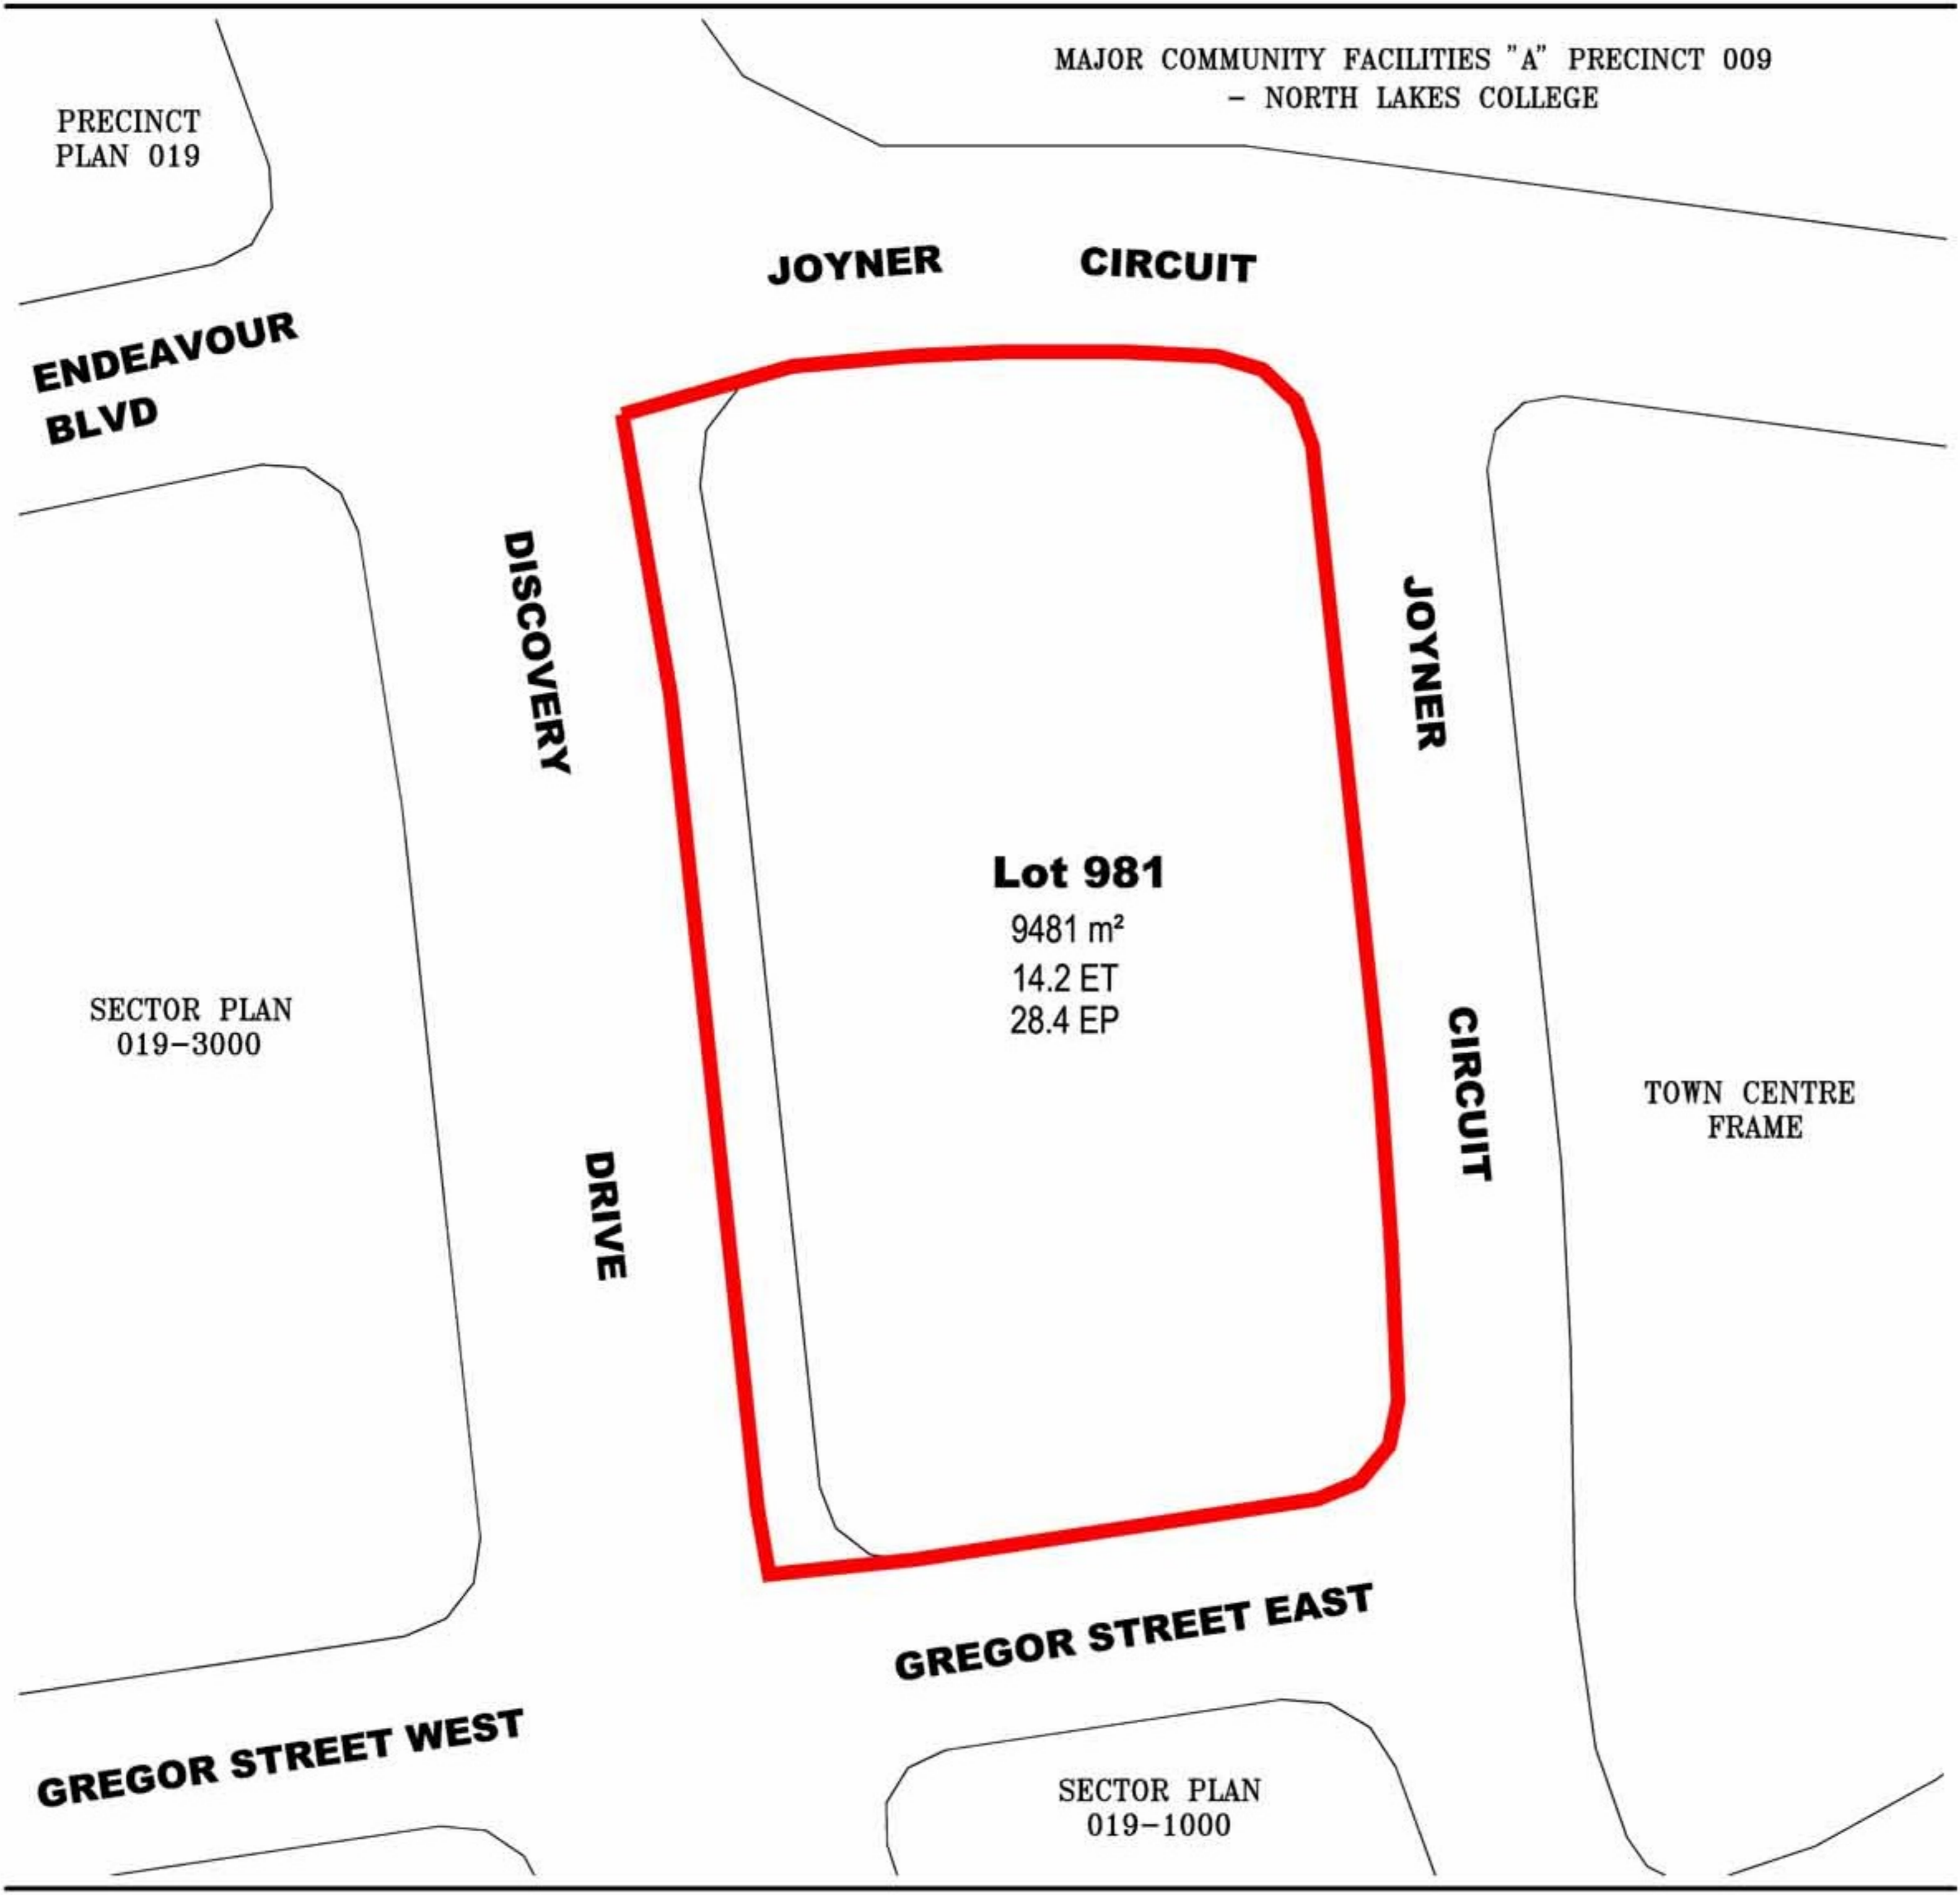 MAJOR COMMUNITY FACILITIES "A" PRECINCT 009
- NORTH LAKES COLLEGE
PRECINCT
PLAN 019
JOYNER CIRCUIT
ENDEAVOUR
BLVD
DISCOVERY
DRIVE
JOYNER
CIRCUIT
Lot 981
9481 m²
14.2 ET
28.4 EP
SECTOR PLAN
019-3000
TOWN CENTRE
FRAME
GREGOR STREET EAST
GREGOR STREET WEST
SECTOR PLAN
019-1000